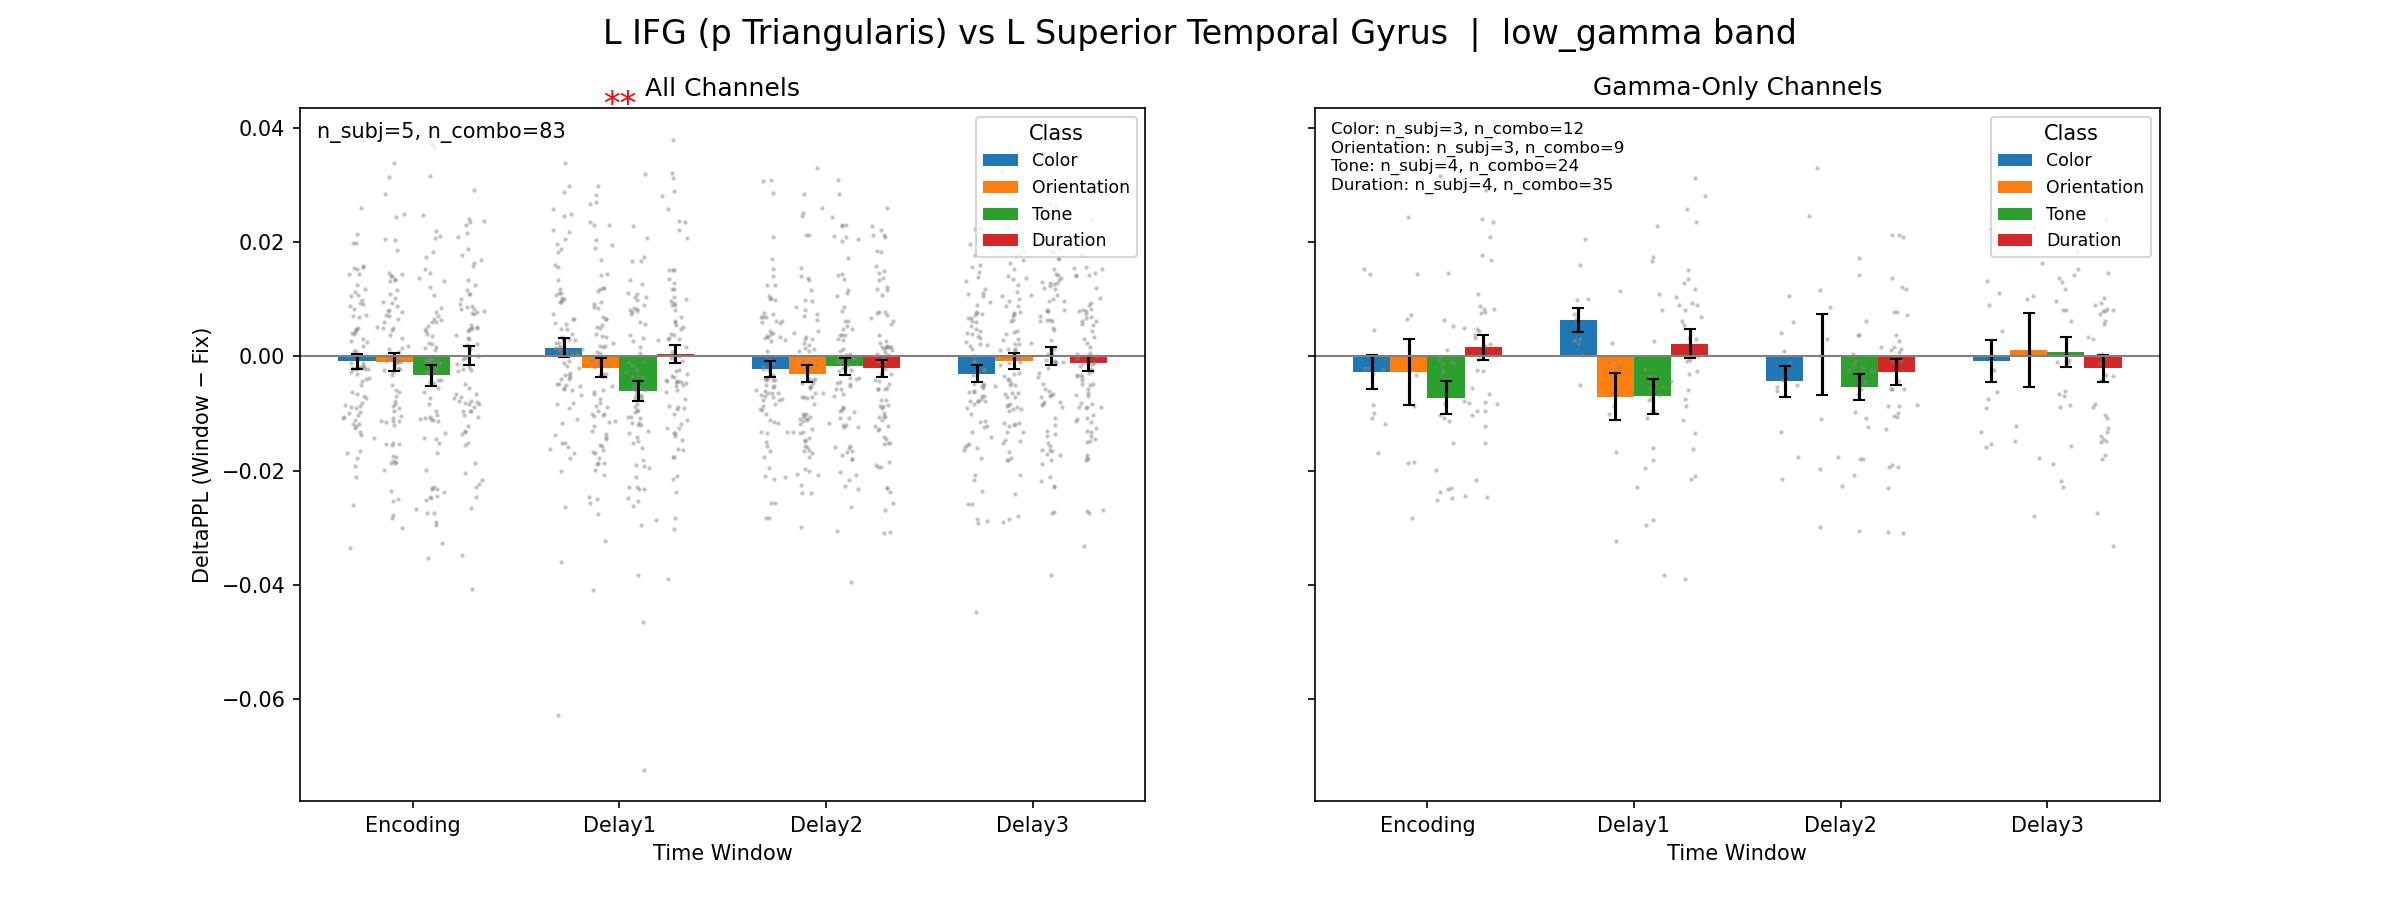 L IFG (p Triangularis) vs L Superior Temporal Gyrus | low_gamma band
All Channels
**
n_subj=5, n_combo=83
Class
Color
Orientation
Tone
Duration
0.04
0.02
0.00
−0.02
−0.04
−0.06
DeltaPPL (Window − Fix)
Encoding
Delay1
Delay2
Delay3
Time Window
Gamma-Only Channels
Color: n_subj=3, n_combo=12
Orientation: n_subj=3, n_combo=9
Tone: n_subj=4, n_combo=24
Duration: n_subj=4, n_combo=35
Class
Color
Orientation
Tone
Duration
Encoding
Delay1
Delay2
Delay3
Time Window